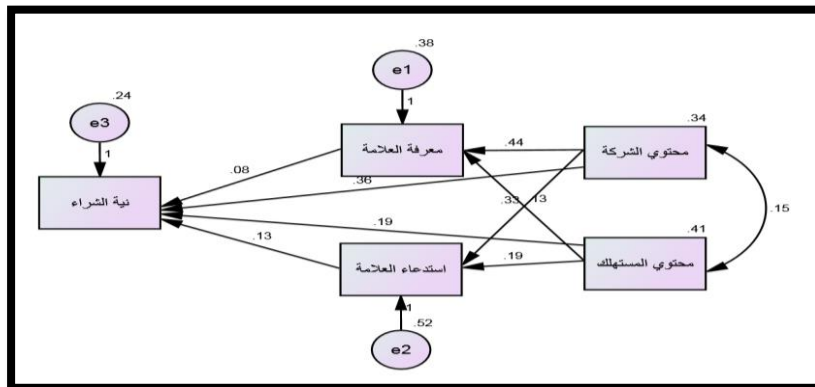 .38
e1
1
.24
e3
1
.34
معرفة العلامة
.44
محتوي الشركة
.08
.36
نية الشراء
.33
.13
.15
.19
.41
.13
استدعاء العلامة
.19
محتوي المستهلك
1
.52
e2